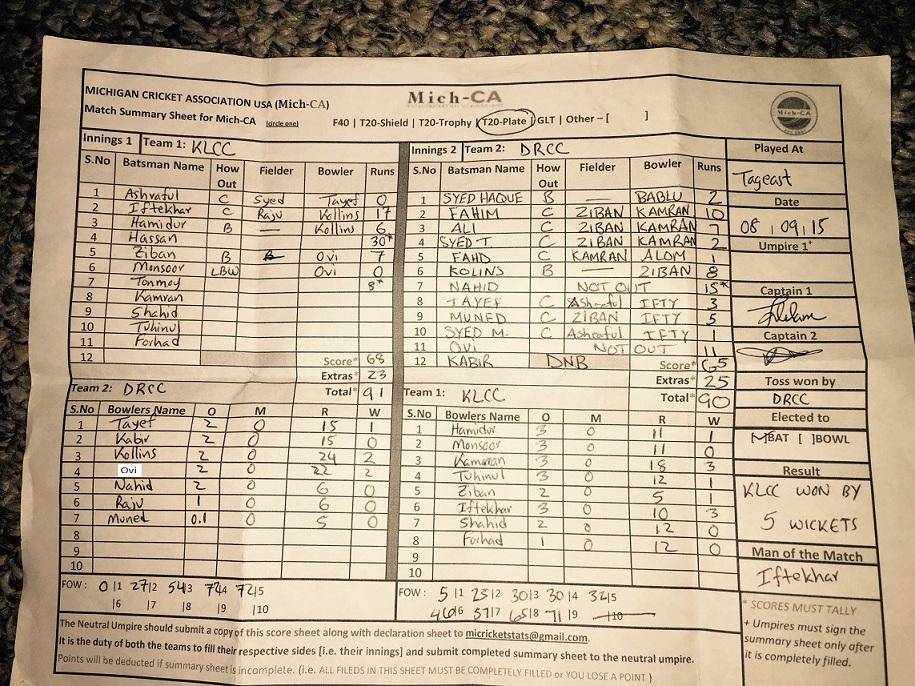 MICHIGAN CRICKET ASSOCIATION USA (Mich-CA)
Mich-CA
Match Summary Sheet for Mich-CA (circle one) F40 | T20-Shield | T20-Trophy | T20-Plate | GLT | Other – [ ]
Mich-CA
Innings 1 Team 1: KLCC
S.No Batsman Name How Out Fielder Bowler Runs
1 Ashraful C Syed Tayef 0
2 Iftekhar C Raju Kollins 17
3 Hamidur B — Kollins 6
4 Hassan 30*
5 Ziban B Ovi 7
6 Monsoor LBW Ovi 0
7 Tonmoy 8*
8 Kamran
9 Shahid
10 Tuhinul
11 Forhad
12 Score* 68
Extras* 23
Total* 91
Innings 2 Team 2: DRCC
S.No Batsman Name How Out Fielder Bowler Runs
1 SYED HAQUE B — BABLU 2
2 FAHIM C ZIBAN KAMRAN 10
3 ALI C ZIBAN KAMRAN 7
4 SYED T. C ZIBAN KAMRAN 2
5 FAHD C KAMRAN ALOM 1
6 KOLINS B — ZIBAN 8
7 NAHID NOT OUT 15*
8 TAYEF C Ashraful IFTY 3
9 MUNED C ZIBAN IFTY 5
10 SYED M. C Ashraful IFTY 1
11 OVI NOT OUT 11
12 KABIR DNB Score* 65
Extras* 25
Total* 90
Team 2: DRCC
S.No Bowlers Name O M R W
1 Tayef 2 0 15 1
2 Kabir 2 0 15 0
3 Kollins 2 0 24 2
4 Ovi 2 0 22 2
5 Nahid 2 0 6 0
6 Raju 1 0 6 0
7 Muned 0.1 0 5 0
8
9
10
FOW : 0|1 27|2 54|3 72|5
|6 |7 |8 |9 |10
Team 1: KLCC
S.No Bowlers Name O M R W
1 Hamidur 3 0 11 1
2 Monsoor 3 0 11 0
3 Kamran 3 0 18 3
4 Tuhinul 3 0 12 1
5 Ziban 2 0 5 1
6 Iftekhar 3 0 10 3
7 Shahid 2 0 12 0
8 Forhad 1 0 12 0
9
10
FOW : 5|1 25|2 30|3 30|4 32|5
|6 57|7 |8 71|9 |10
Played At
Tageast
Date
08 | 09 | 15
Umpire 1*
Captain 1
Captain 2
Toss won by
DRCC
Elected to
BAT [ ]BOWL
Result
KLCC WON BY
5 WICKETS
Man of the Match
Iftekhar
* SCORES MUST TALLY
+ Umpires must sign the
summary sheet only after
it is completely filled.
The Neutral Umpire should submit a copy of this score sheet along with declaration sheet to micricketstats@gmail.com.
It is the duty of both the teams to fill their respective sides [i.e. their innings] and submit completed summary sheet to the neutral umpire.
Points will be deducted if summary sheet is incomplete. (i.e. ALL FILEDS IN THIS SHEET MUST BE COMPLETELY FILLED or YOU LOSE A POINT )